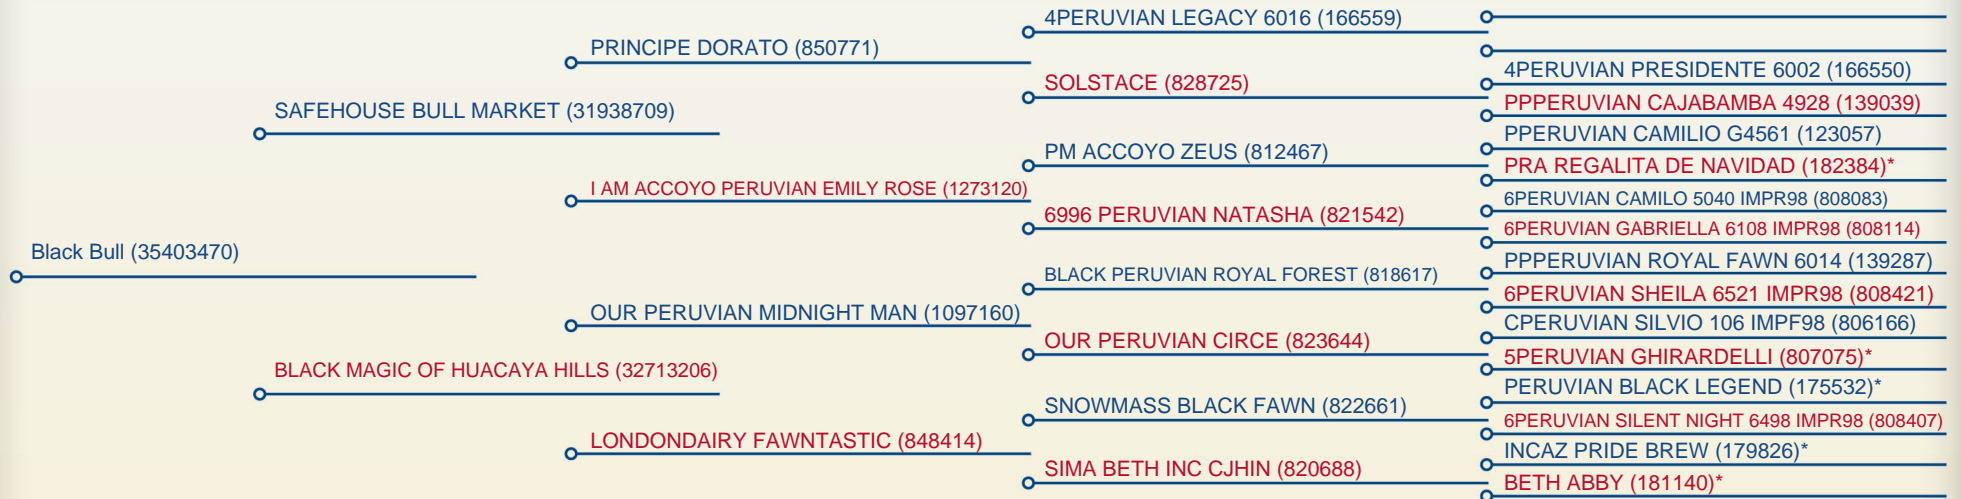 4PERUVIAN LEGACY 6016 (166559)
PRINCIPE DORATO (850771)
4PERUVIAN PRESIDENTE 6002 (166550)
SOLSTACE (828725)
PPPERUVIAN CAJABAMBA 4928 (139039)
SAFEHOUSE BULL MARKET (31938709)
PPERUVIAN CAMILIO G4561 (123057)
PM ACCOYO ZEUS (812467)
PRA REGALITA DE NAVIDAD (182384)*
I AM ACCOYO PERUVIAN EMILY ROSE (1273120)
6PERUVIAN CAMILO 5040 IMPR98 (808083)
6996 PERUVIAN NATASHA (821542)
6PERUVIAN GABRIELLA 6108 IMPR98 (808114)
Black Bull (35403470)
PPPERUVIAN ROYAL FAWN 6014 (139287)
BLACK PERUVIAN ROYAL FOREST (818617)
6PERUVIAN SHEILA 6521 IMPR98 (808421)
OUR PERUVIAN MIDNIGHT MAN (1097160)
CPERUVIAN SILVIO 106 IMPF98 (806166)
OUR PERUVIAN CIRCE (823644)
5PERUVIAN GHIRARDELLI (807075)*
BLACK MAGIC OF HUACAYA HILLS (32713206)
PERUVIAN BLACK LEGEND (175532)*
SNOWMASS BLACK FAWN (822661)
6PERUVIAN SILENT NIGHT 6498 IMPR98 (808407)
LONDONDAIRY FAWNTASTIC (848414)
INCAZ PRIDE BREW (179826)*
SIMA BETH INC CJHIN (820688)
BETH ABBY (181140)*